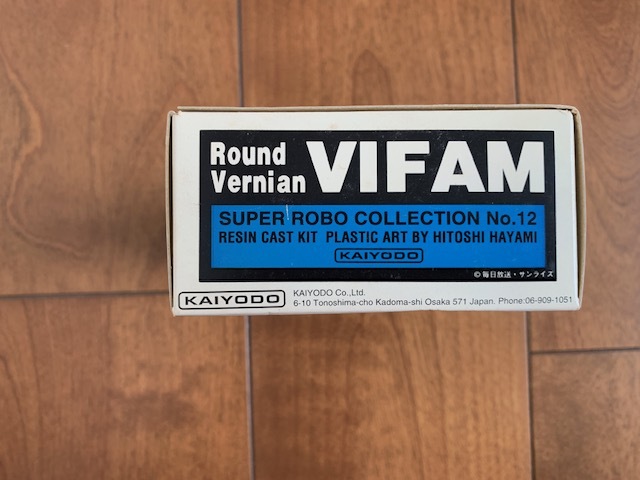 Round
Vernian
VIFAM
SUPER ROBO COLLECTION No.12
RESIN CAST KIT PLASTIC ART BY HITOSHI HAYAMI
KAIYODO
©毎日放送・サンライズ
KAIYODO
KAIYODO Co.,Ltd.
6-10 Tonoshima-cho Kadoma-shi Osaka 571 Japan. Phone:06-909-1051